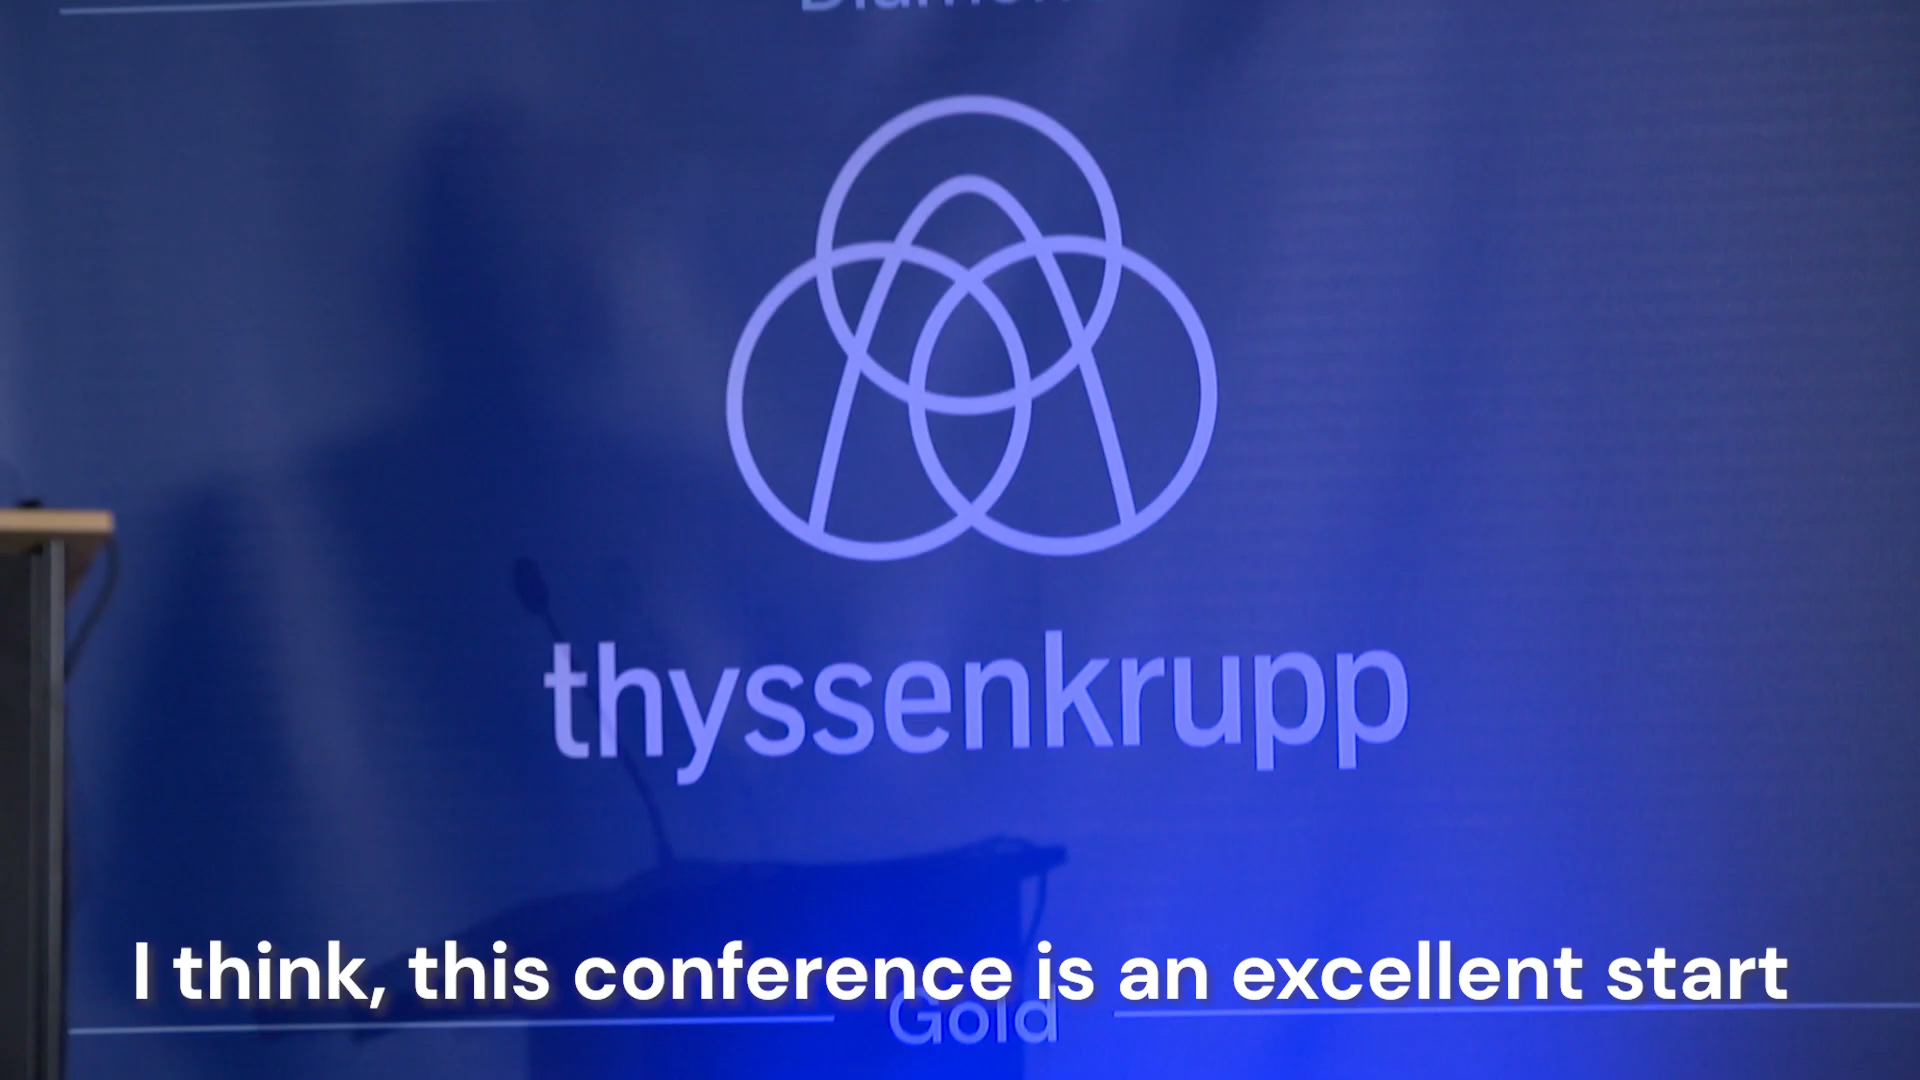 thyssenkrupp
I think, this conference is an excellent start
Gold